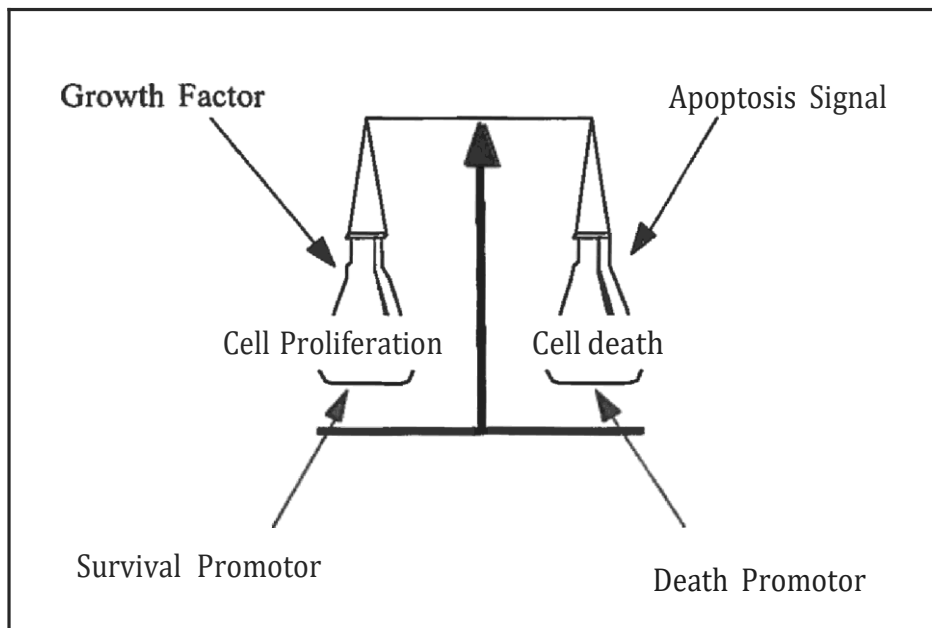 Growth Factor
Apoptosis Signal
Cell Proliferation
Cell death
Survival Promotor
Death Promotor